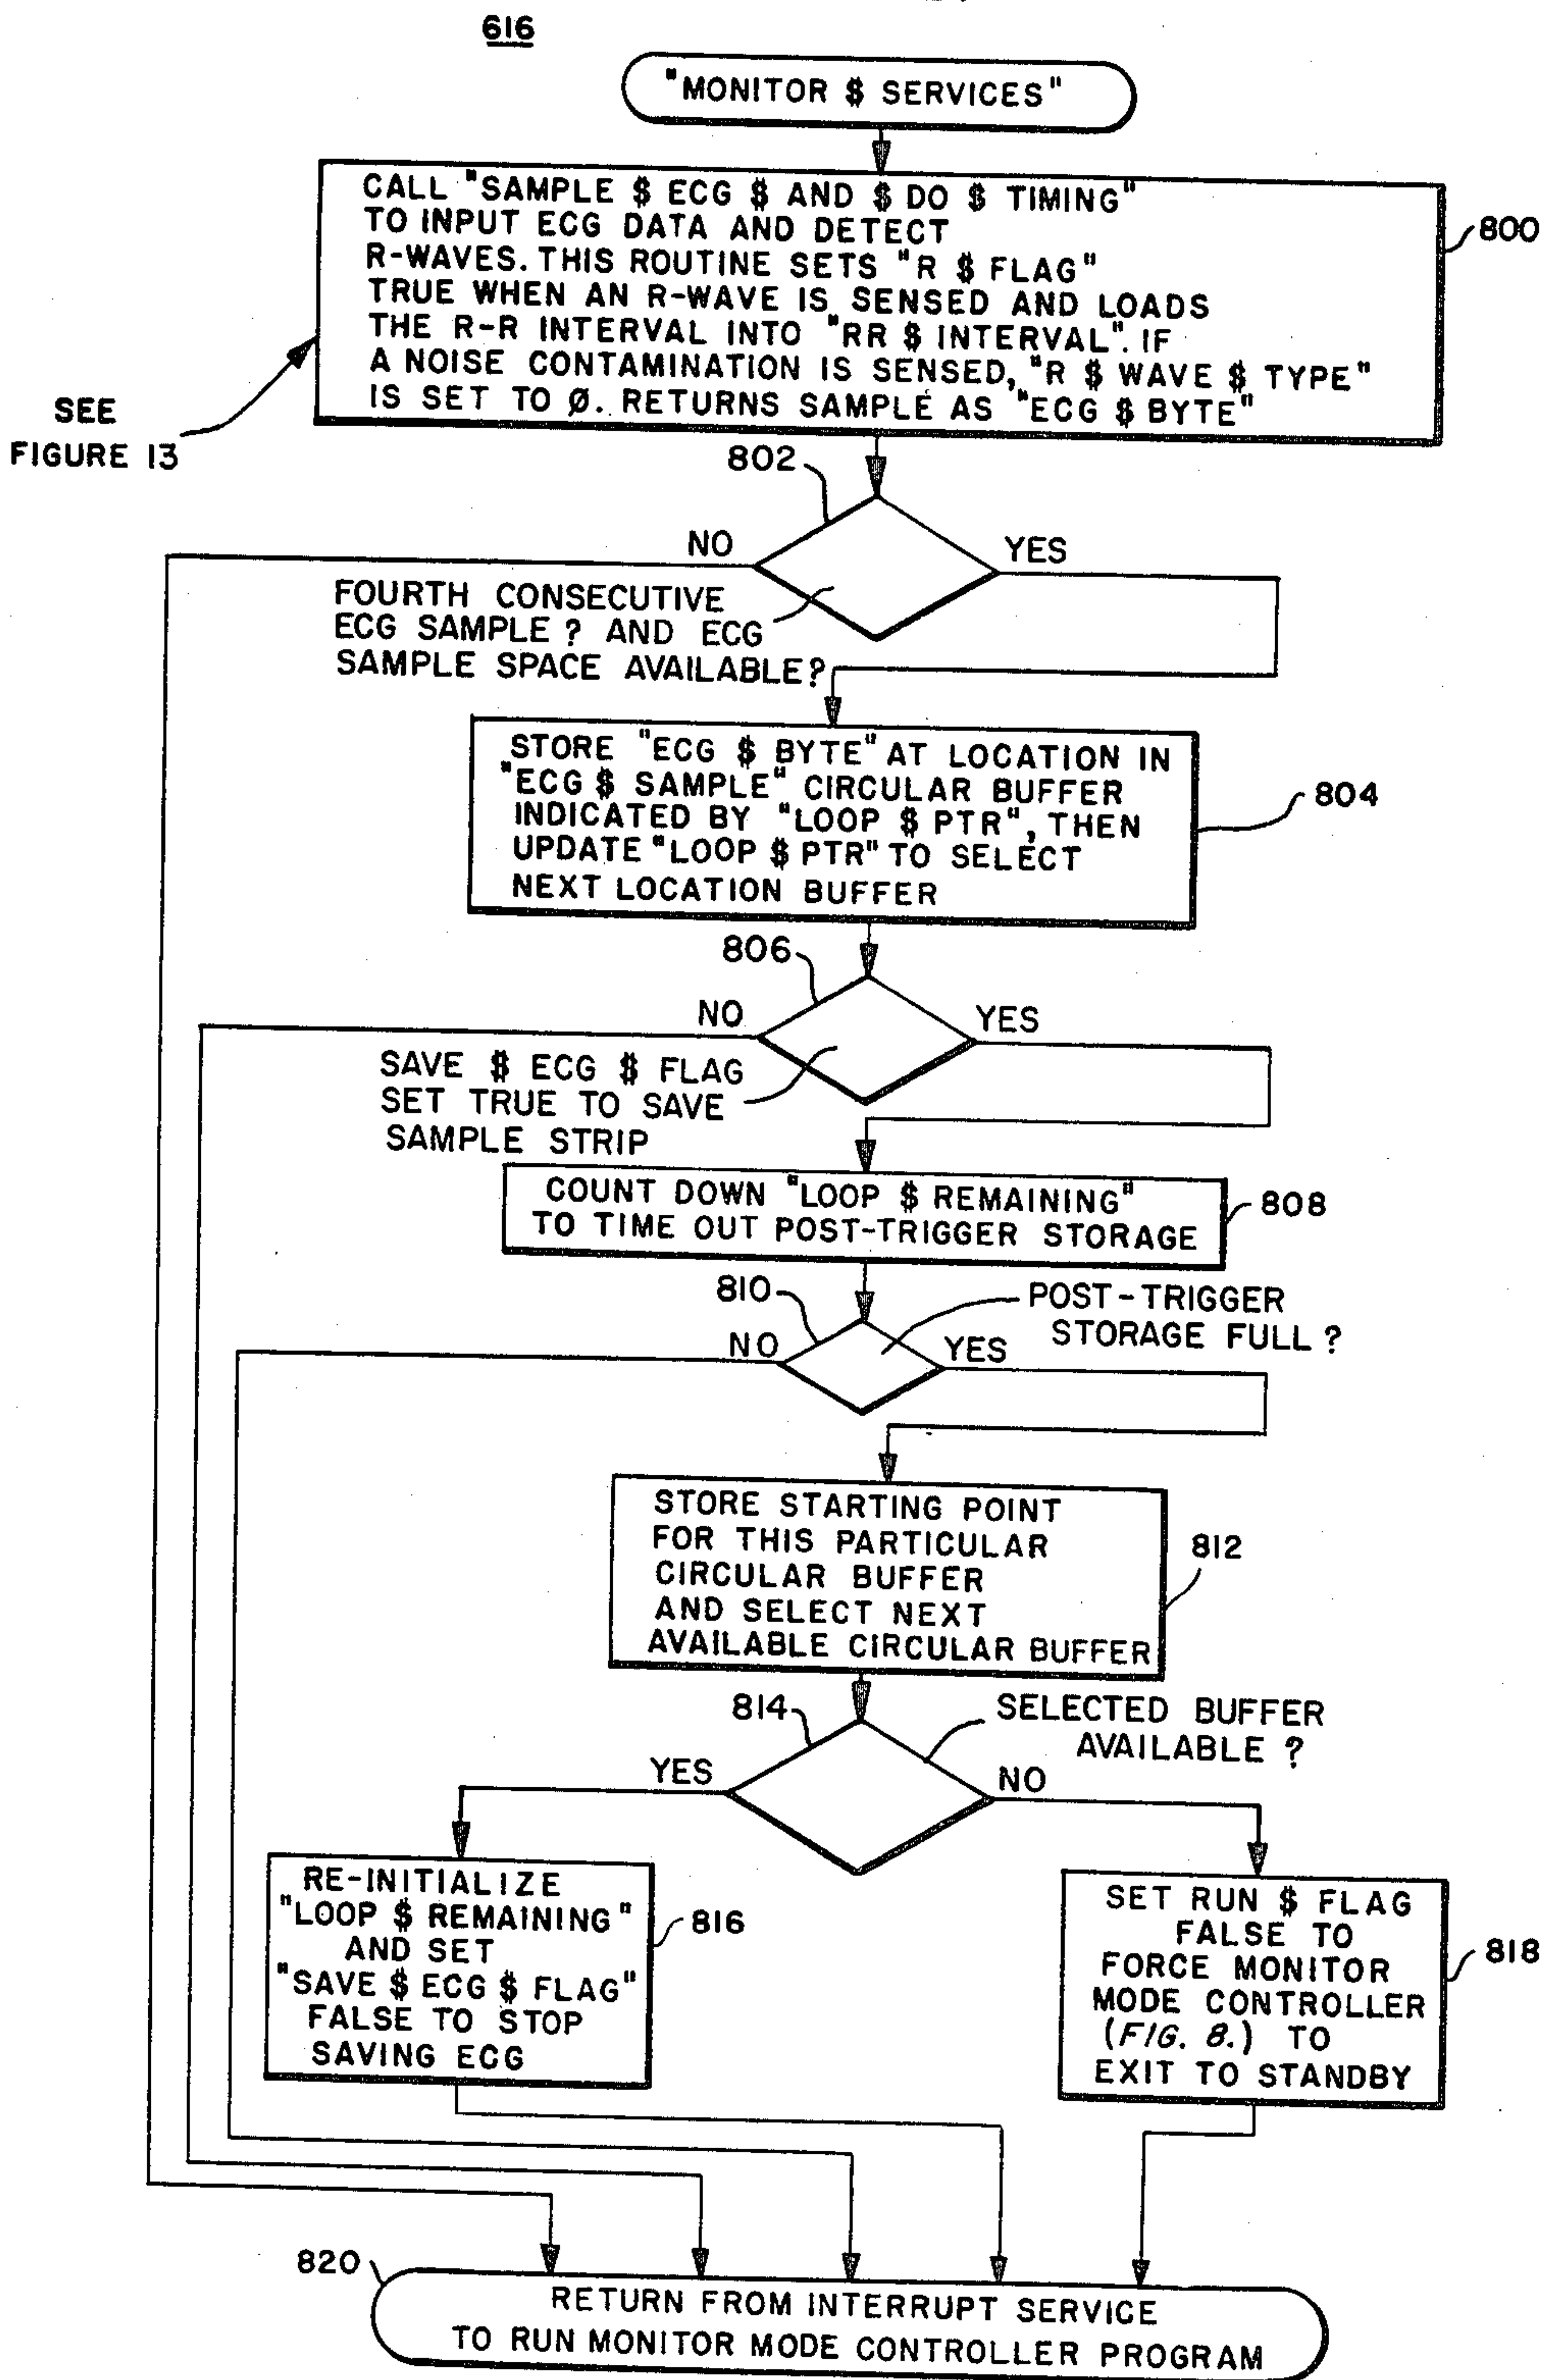 616
"MONITOR $ SERVICES"
CALL "SAMPLE $ ECG $ AND $ DO $ TIMING"
TO INPUT ECG DATA AND DETECT
R-WAVES. THIS ROUTINE SETS "R $ FLAG"
TRUE WHEN AN R-WAVE IS SENSED AND LOADS
THE R-R INTERVAL INTO "RR $ INTERVAL". IF
A NOISE CONTAMINATION IS SENSED, "R $ WAVE $ TYPE"
IS SET TO Ø. RETURNS SAMPLE AS "ECG $ BYTE"
800
SEE
FIGURE 13
802
NO
YES
FOURTH CONSECUTIVE
ECG SAMPLE ? AND ECG
SAMPLE SPACE AVAILABLE?
STORE "ECG $ BYTE" AT LOCATION IN
"ECG $ SAMPLE" CIRCULAR BUFFER
INDICATED BY "LOOP $ PTR", THEN
UPDATE "LOOP $ PTR" TO SELECT
NEXT LOCATION BUFFER
804
806
NO
YES
SAVE $ ECG $ FLAG
SET TRUE TO SAVE
SAMPLE STRIP
COUNT DOWN "LOOP $ REMAINING"
TO TIME OUT POST-TRIGGER STORAGE
808
810
POST-TRIGGER
STORAGE FULL ?
NO
YES
STORE STARTING POINT
FOR THIS PARTICULAR
CIRCULAR BUFFER
AND SELECT NEXT
AVAILABLE CIRCULAR BUFFER
812
814
SELECTED BUFFER
AVAILABLE ?
YES
NO
RE-INITIALIZE
"LOOP $ REMAINING"
AND SET
"SAVE $ ECG $ FLAG"
FALSE TO STOP
SAVING ECG
816
SET RUN $ FLAG
FALSE TO
FORCE MONITOR
MODE CONTROLLER
(FIG. 8.) TO
EXIT TO STANDBY
818
820
RETURN FROM INTERRUPT SERVICE
TO RUN MONITOR MODE CONTROLLER PROGRAM